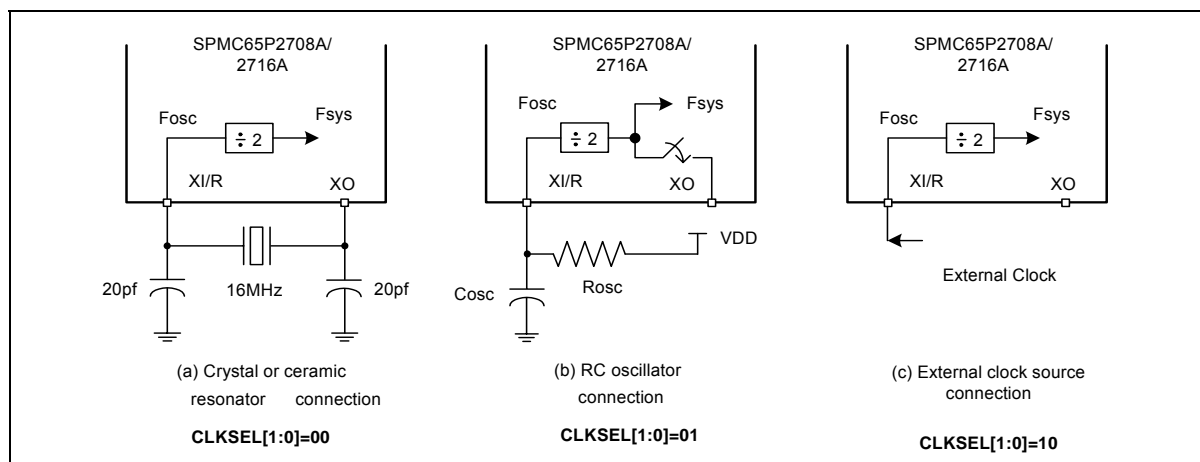 SPMC65P2708A/
2716A
Fosc
÷ 2
Fsys
XI/R
XO
20pf
16MHz
20pf
(a) Crystal or ceramic
resonator connection
CLKSEL[1:0]=00
SPMC65P2708A/
2716A
Fosc
÷ 2
Fsys
XI/R
XO
VDD
Rosc
Cosc
(b) RC oscillator
connection
CLKSEL[1:0]=01
SPMC65P2708A/
2716A
Fosc
÷ 2
Fsys
XI/R
XO
External Clock
(c) External clock source
connection
CLKSEL[1:0]=10